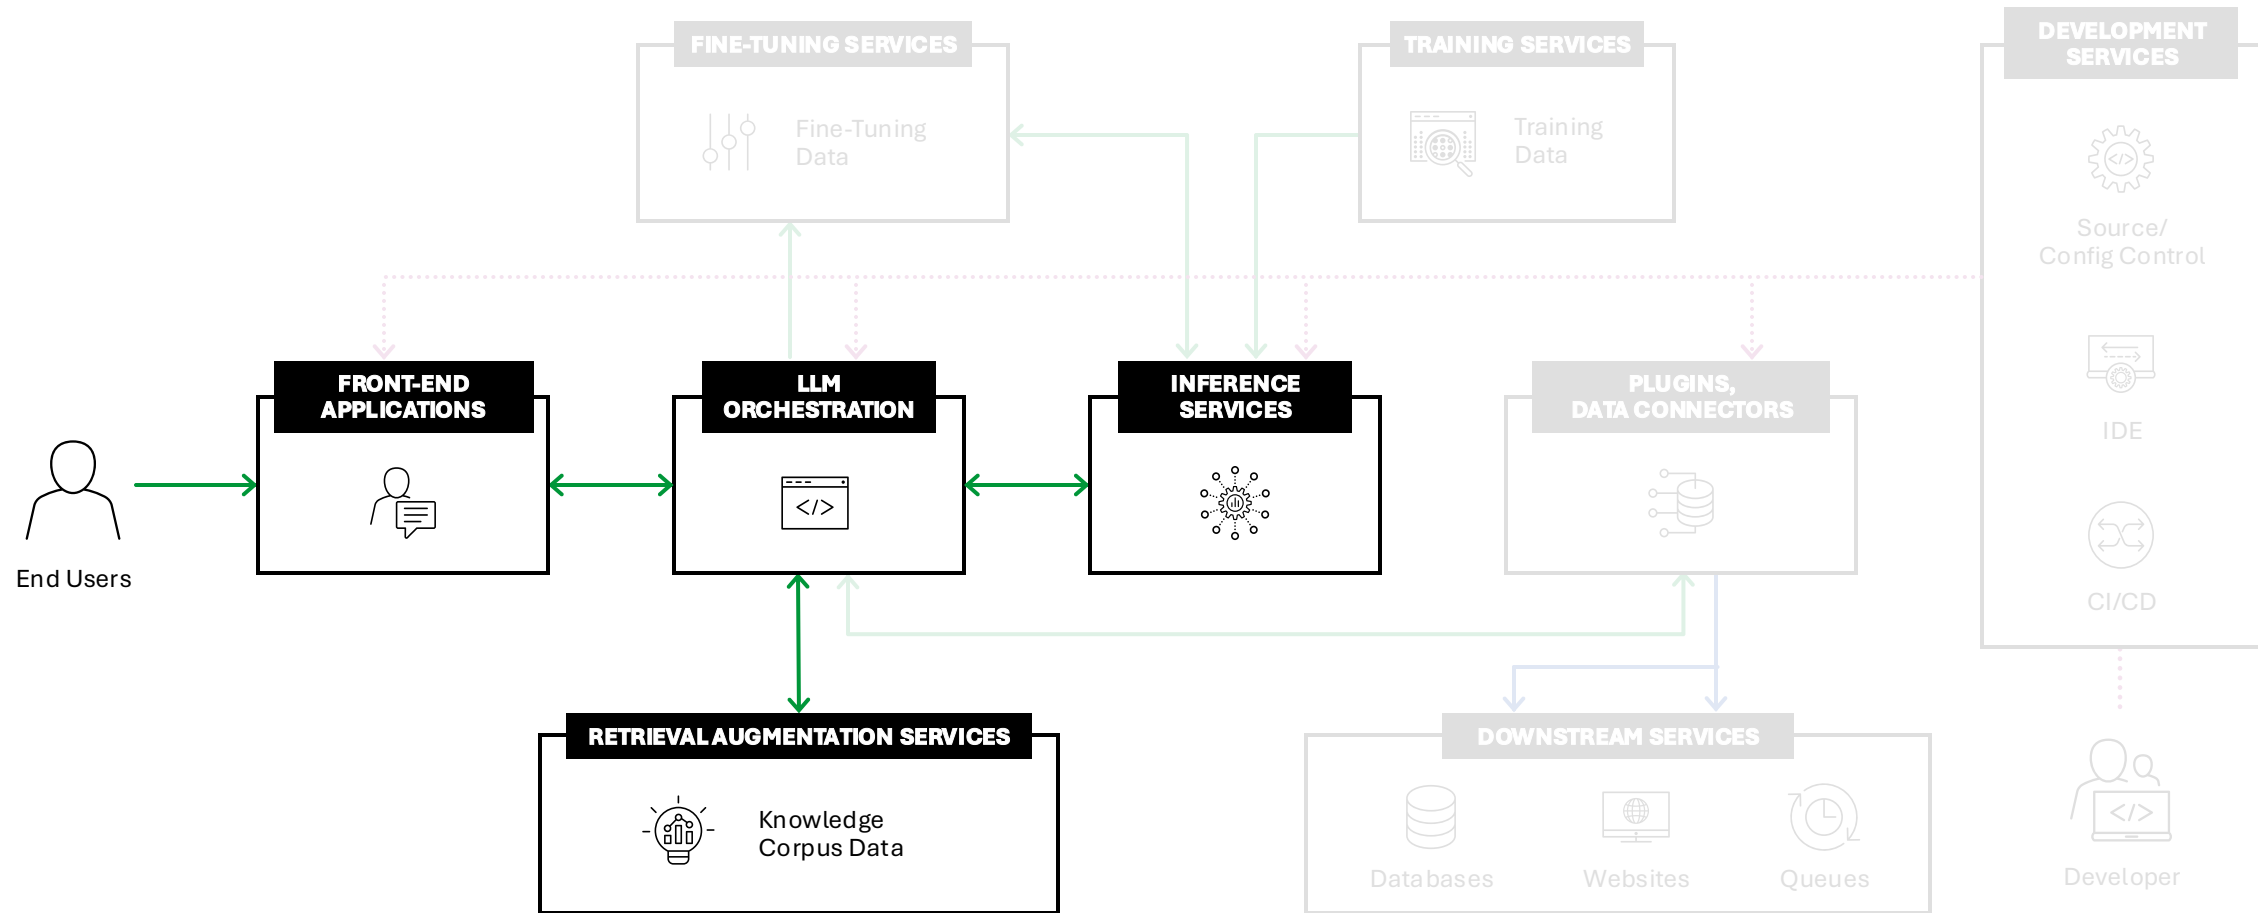 FINE-TUNING SERVICES
Fine-Tuning
Data
TRAINING SERVICES
Training
Data
DEVELOPMENT
SERVICES
Source/
Config Control
IDE
CI/CD
Developer
End Users
FRONT-END
APPLICATIONS
LLM
ORCHESTRATION
</>
INFERENCE
SERVICES
PLUGINS,
DATA CONNECTORS
RETRIEVAL AUGMENTATION SERVICES
Knowledge
Corpus Data
DOWNSTREAM SERVICES
Databases
Websites
Queues